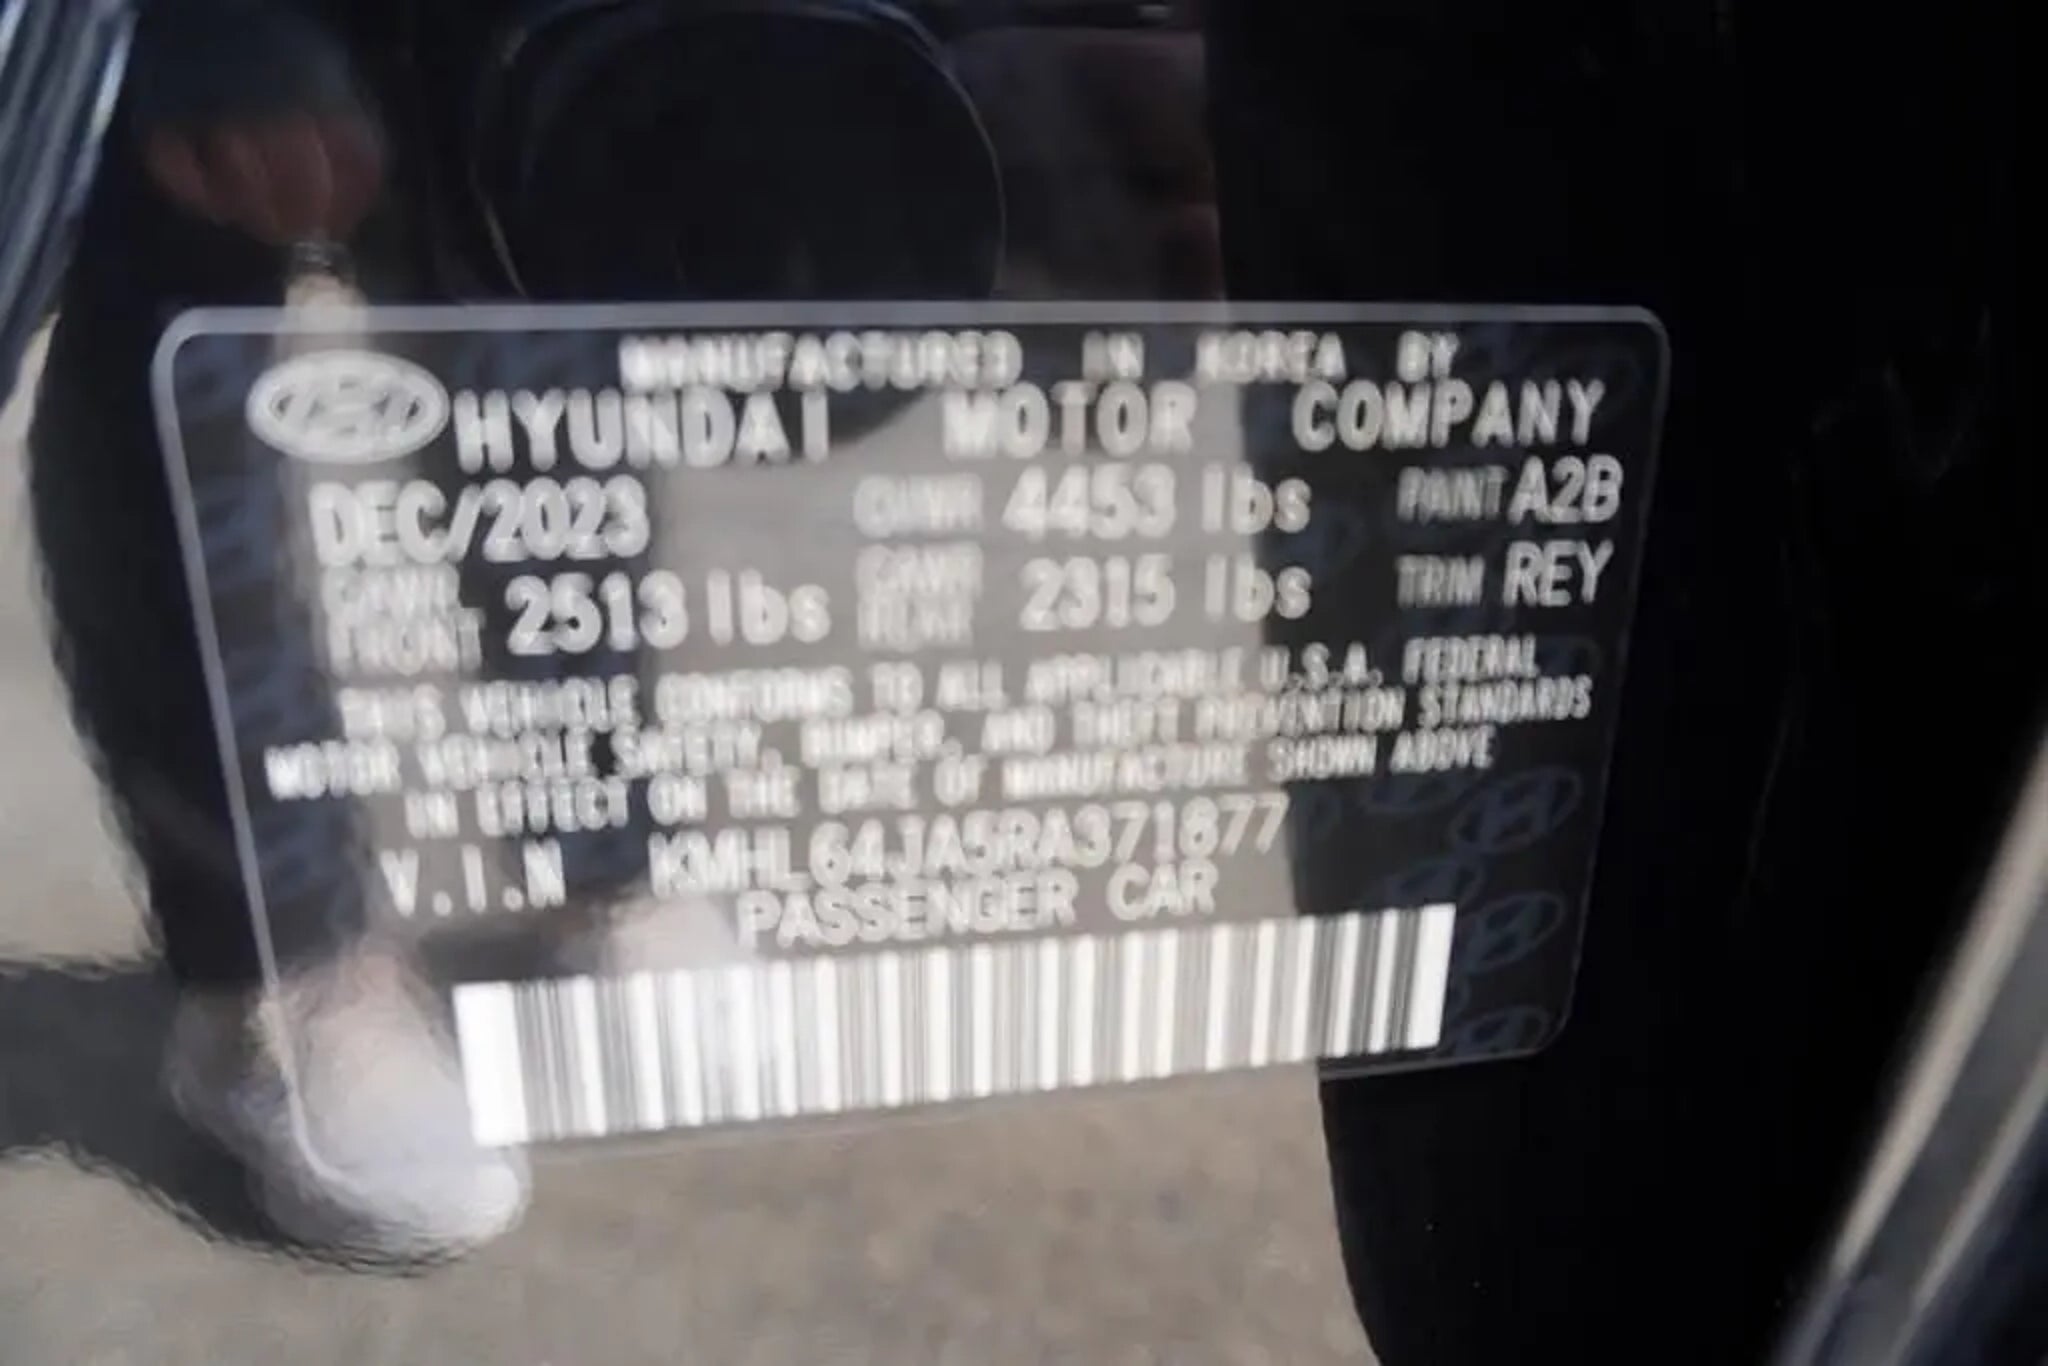 MANUFACTURED IN KOREA BY
HYUNDAI MOTOR COMPANY
DEC/2023 GVWR 4453 lbs PAINT A2B
GAWR FRONT 2513 lbs GAWR REAR 2315 lbs TRIM REY
THIS VEHICLE CONFORMS TO ALL APPLICABLE U.S.A. FEDERAL
MOTOR VEHICLE SAFETY, BUMPER, AND THEFT PREVENTION STANDARDS
IN EFFECT ON THE DATE OF MANUFACTURE SHOWN ABOVE
V.I.N KMHL64JA5RA371877
PASSENGER CAR